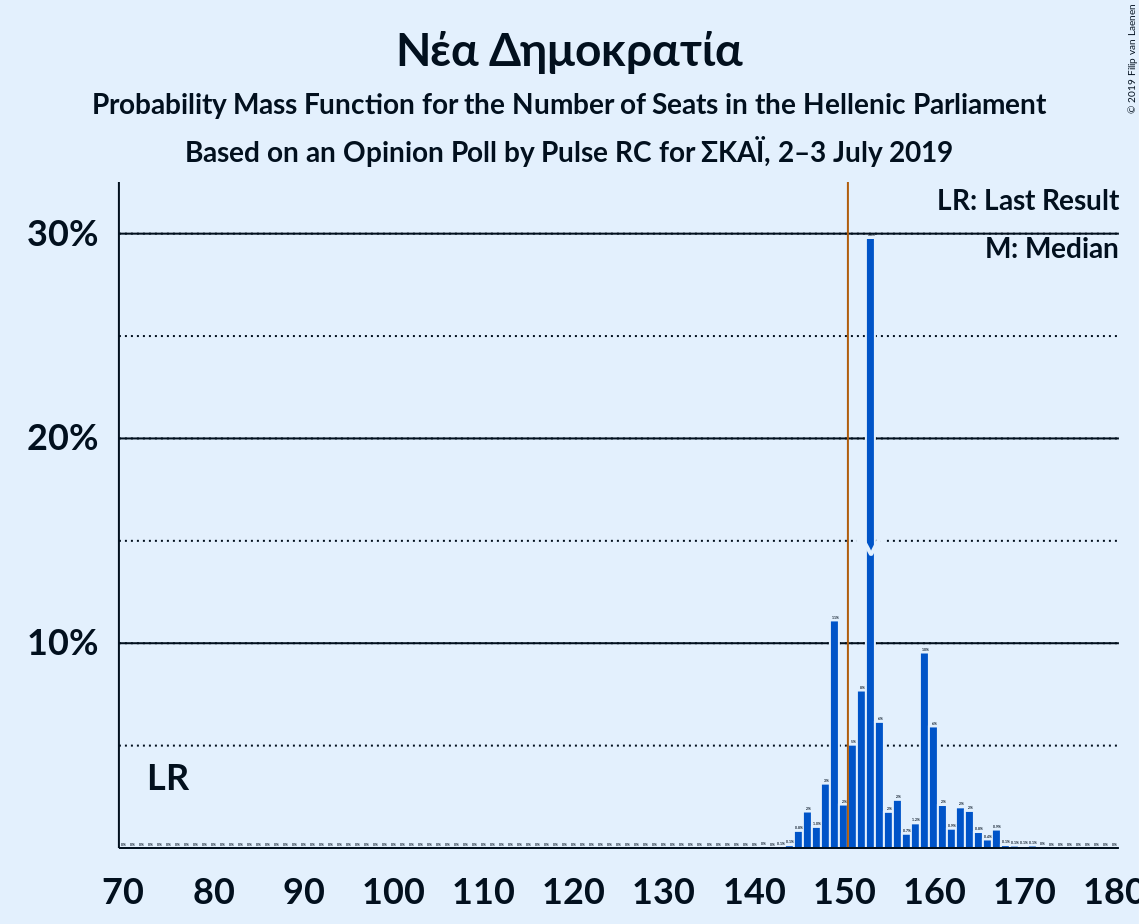 Νέα Δημοκρατία
Probability Mass Function for the Number of Seats in the Hellenic Parliament
Based on an Opinion Poll by Pulse RC for ΣΚΑΪ, 2–3 July 2019
© 2019 Filip van Laenen
LR: Last Result
M: Median
30%
20%
10%
LR
70 80 90 100 110 120 130 140 150 160 170 180